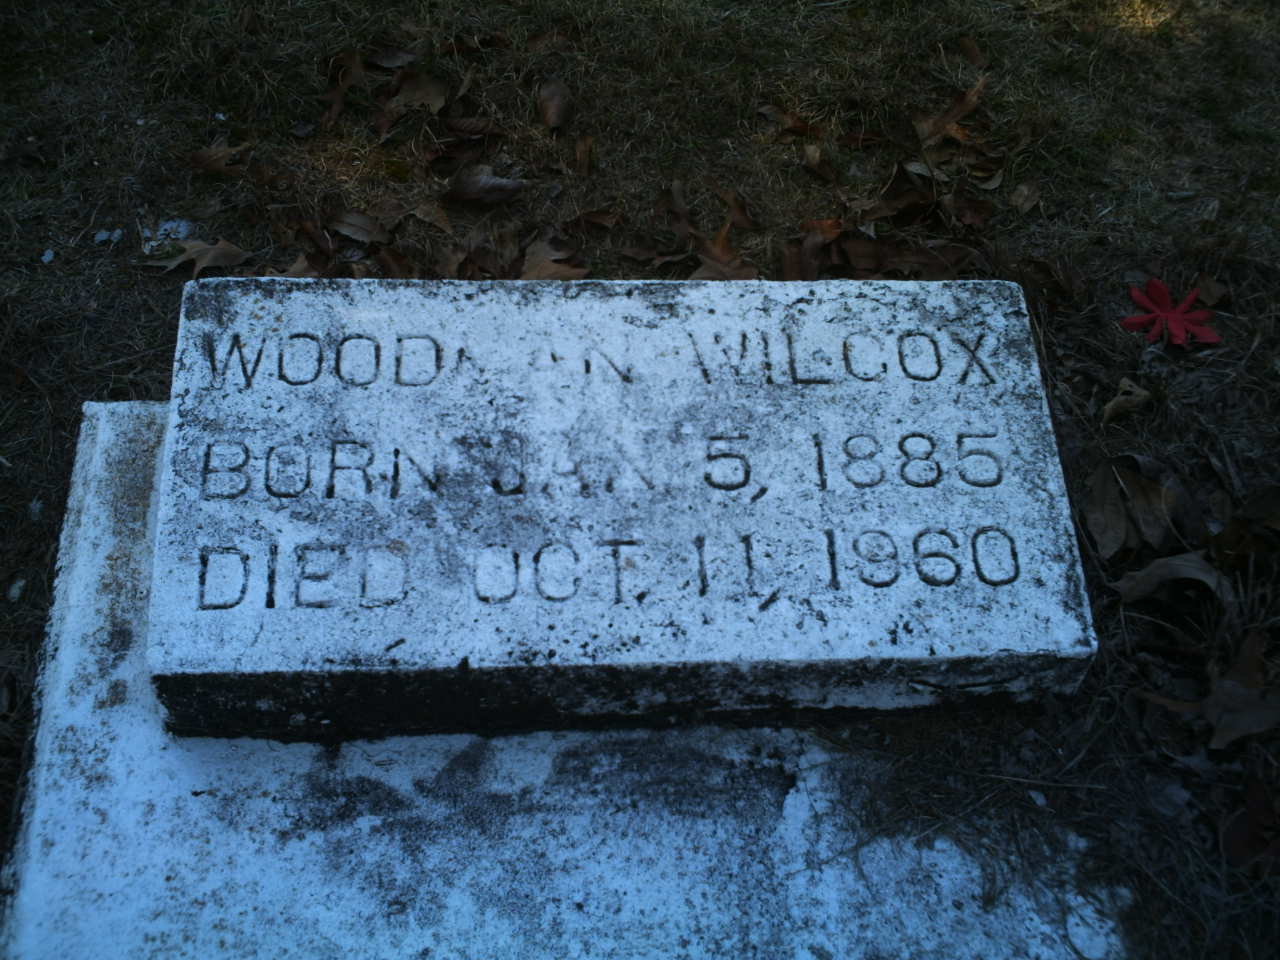 WOODMAN WILCOX
BORN JAN 5, 1885
DIED OCT. 11, 1960